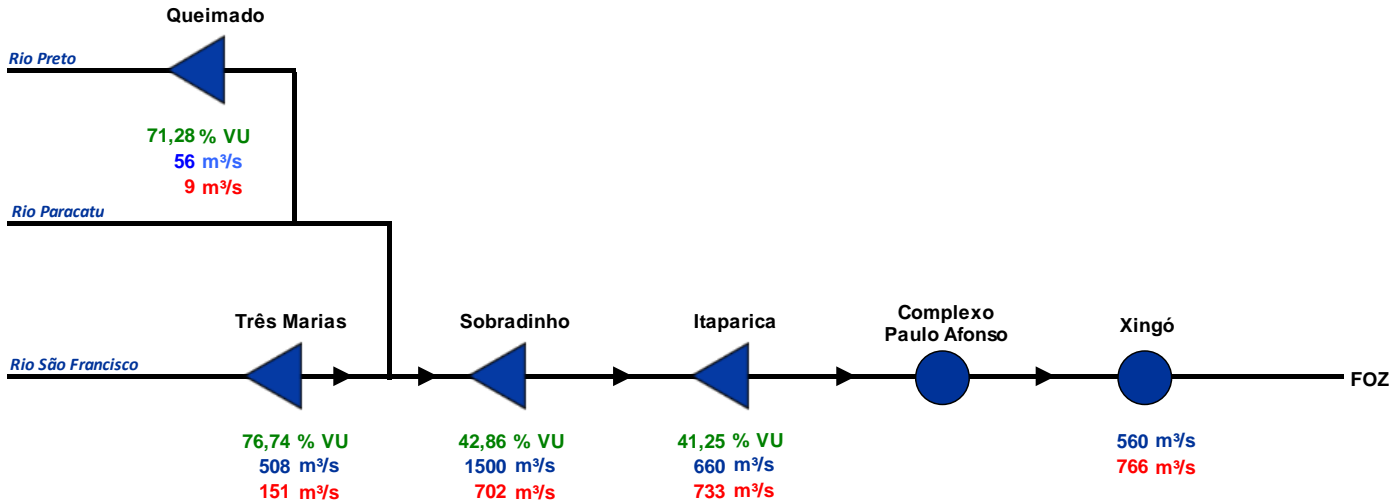 Queimado
Rio Preto
71,28 % VU
56 m³/s
9 m³/s
Rio Paracatu
Três Marias
Sobradinho
Itaparica
Complexo
Paulo Afonso
Xingó
Rio São Francisco
FOZ
76,74 % VU
508 m³/s
151 m³/s
42,86 % VU
1500 m³/s
702 m³/s
41,25 % VU
660 m³/s
733 m³/s
560 m³/s
766 m³/s